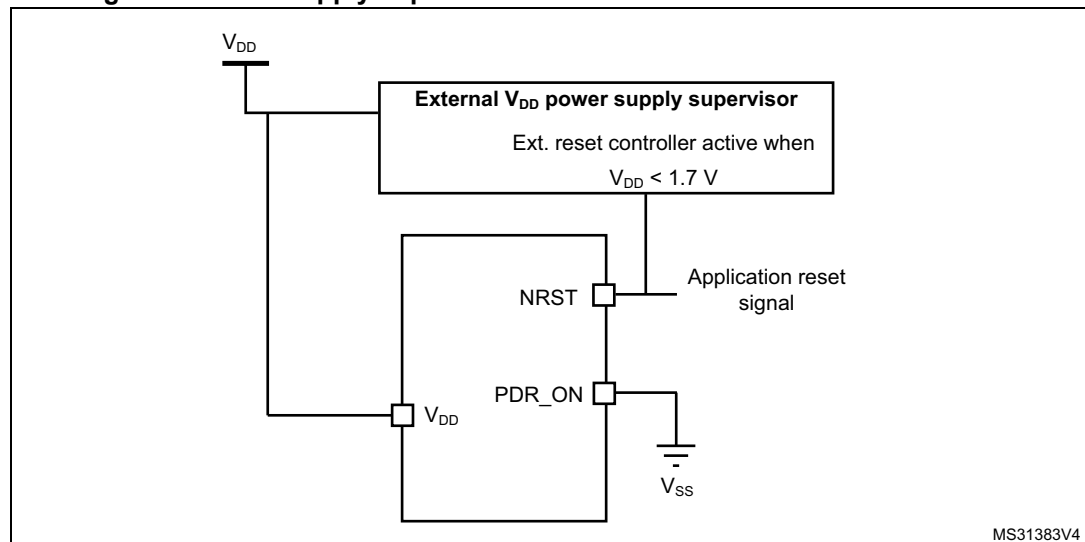 V_DD
External V_DD power supply supervisor
Ext. reset controller active when
V_DD < 1.7 V
NRST
Application reset
signal
PDR_ON
V_DD
V_SS
MS31383V4